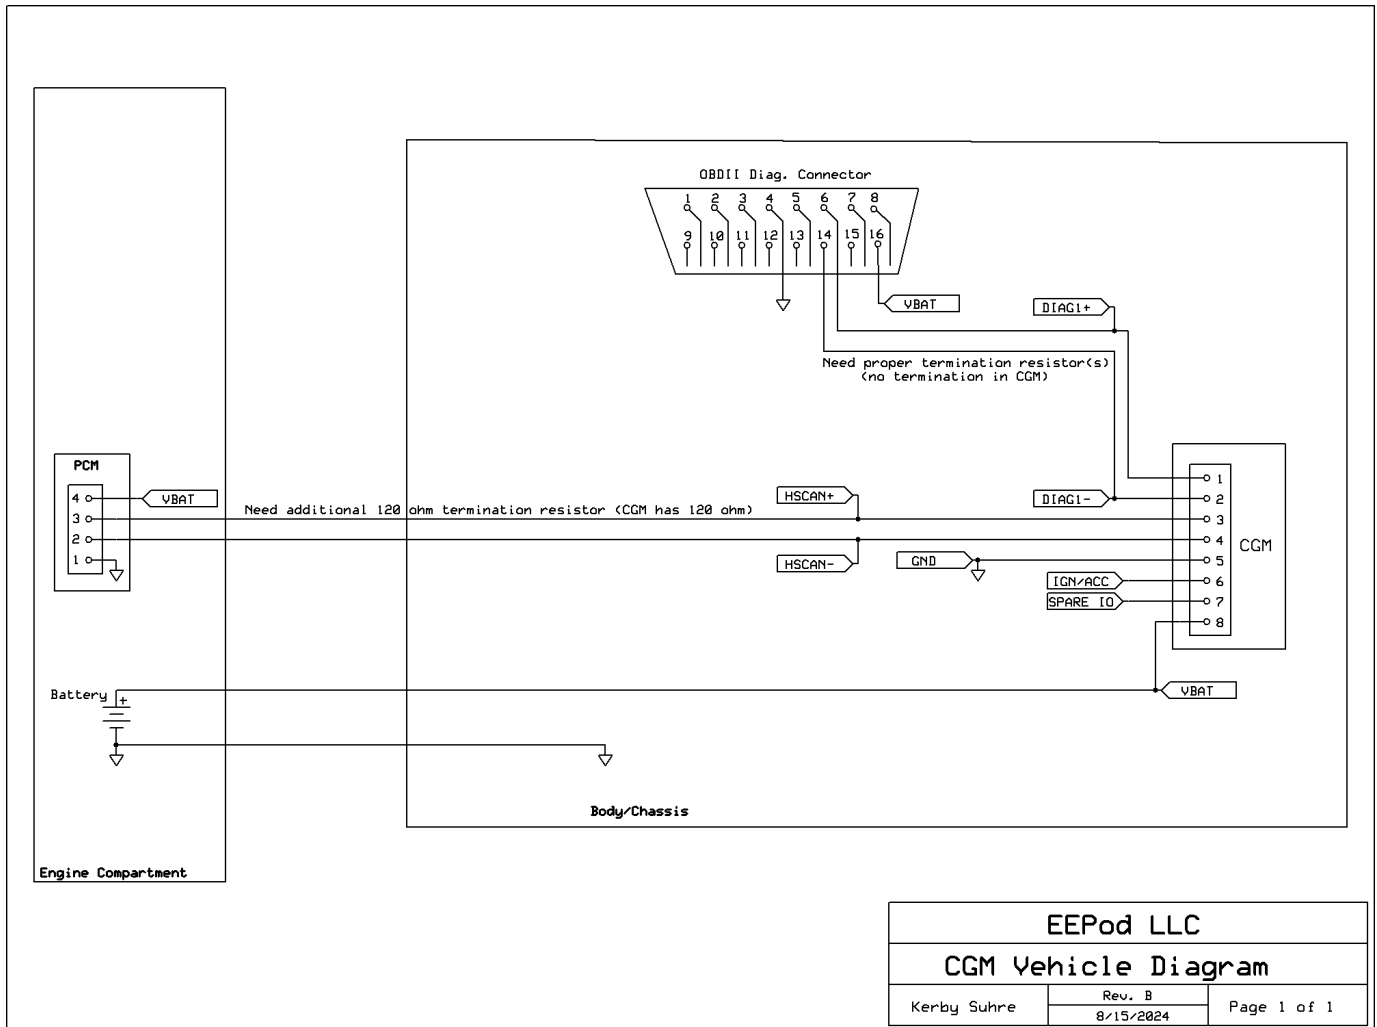 OBDII Diag. Connector
1 2 3 4 5 6 7 8
9 10 11 12 13 14 15 16
VBAT
DIAG1+
Need proper termination resistor(s)
(no termination in CGM)
PCM
4
VBAT
3
2
1
Need additional 120 ohm termination resistor (CGM has 120 ohm)
HSCAN+
HSCAN-
DIAG1-
GND
IGN/ACC
SPARE IO
1
2
3
4
5
6
7
8
CGM
Battery
+
VBAT
Body/Chassis
Engine Compartment
EEPod LLC
CGM Vehicle Diagram
Kerby Suhre
Rev. B
8/15/2024
Page 1 of 1